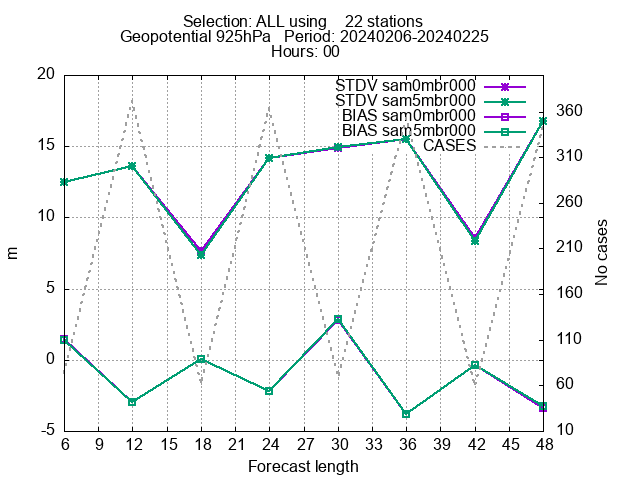 Selection: ALL using    22 stations
Geopotential 925hPa   Period: 20240206-20240225
Hours: 00
STDV sam0mbr000
STDV sam5mbr000
BIAS sam0mbr000
BIAS sam5mbr000
CASES
20
15
10
5
0
-5
m
360
310
260
210
160
110
60
10
No cases
6 9 12 15 18 21 24 27 30 33 36 39 42 45 48
Forecast length